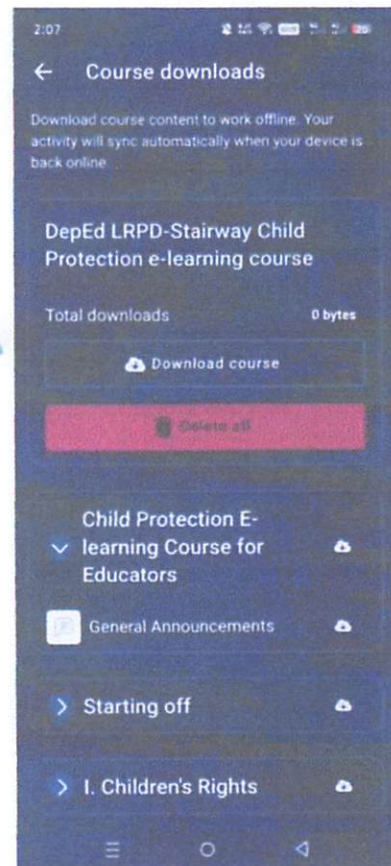 2:07
Course downloads
Download course content to work offline. Your
activity will sync automatically when your device is
back online
DepEd LRPD-Stairway Child
Protection e-learning course
Total downloads 0 bytes
Download course
Delete all
Child Protection E-
learning Course for
Educators
General Announcements
Starting off
I. Children's Rights